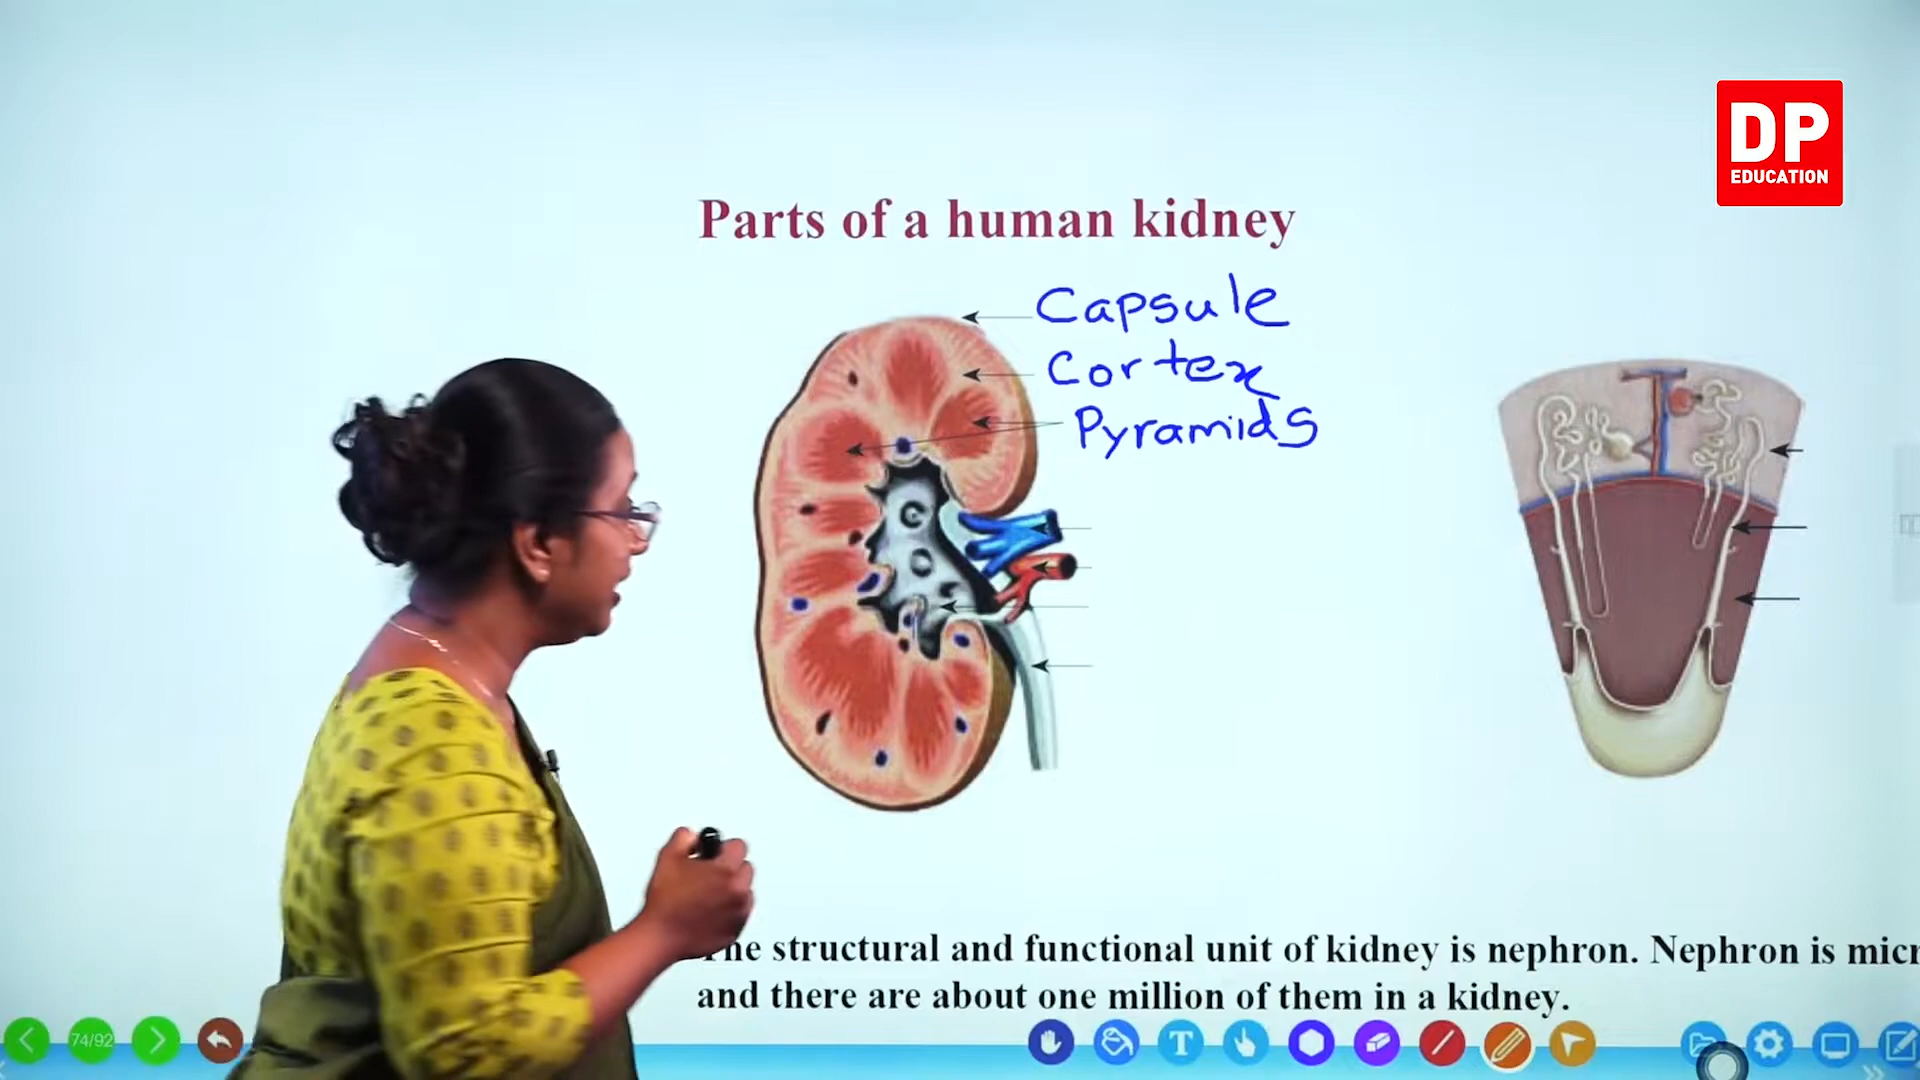 DP
EDUCATION
Parts of a human kidney
Capsule
Cortex
Pyramids
The structural and functional unit of kidney is nephron. Nephron is micr
and there are about one million of them in a kidney.
74/92
T